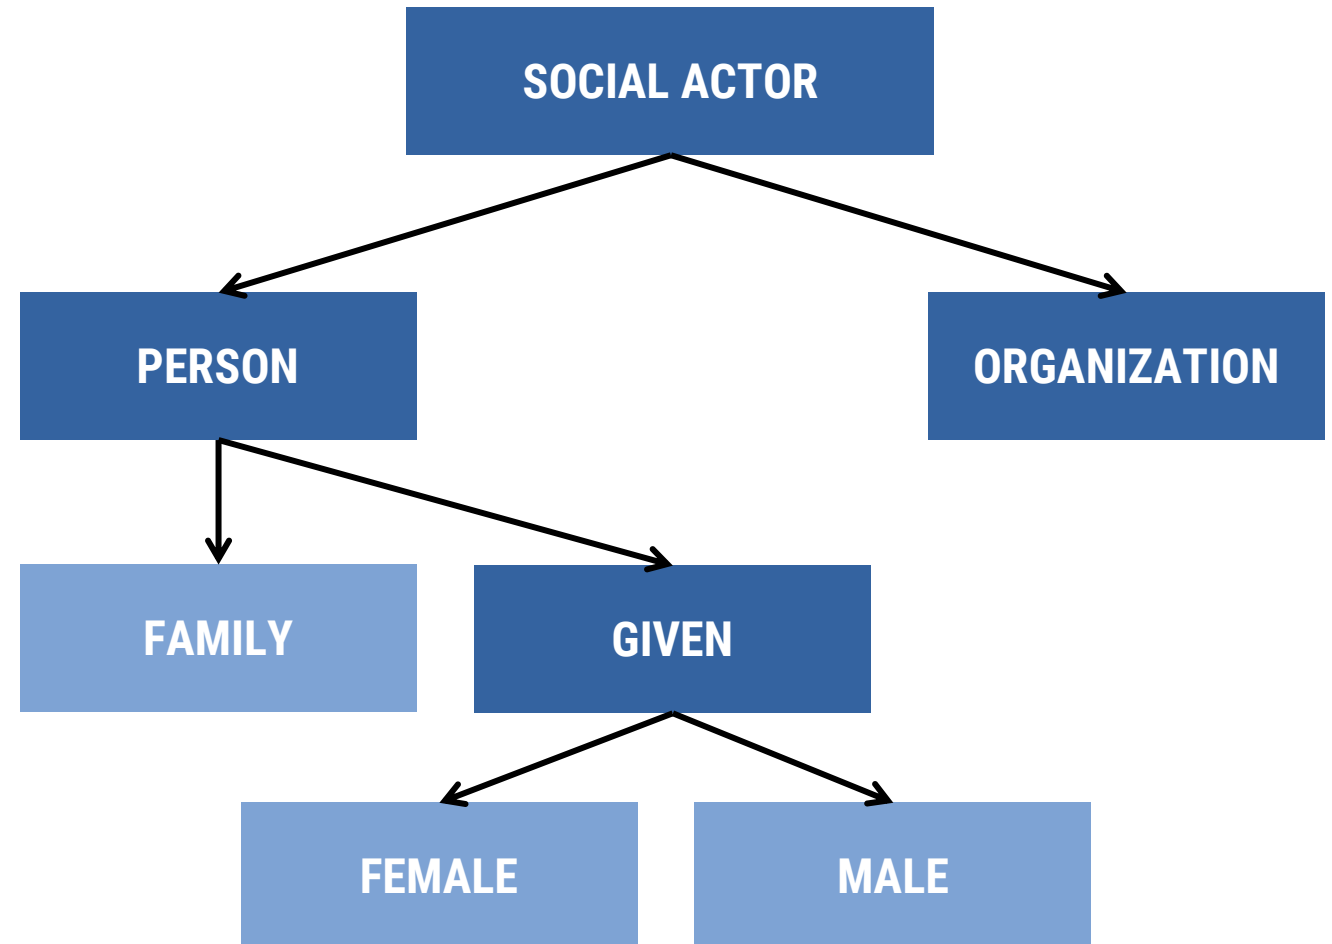 SOCIAL ACTOR
PERSON
ORGANIZATION
FAMILY
GIVEN
FEMALE
MALE